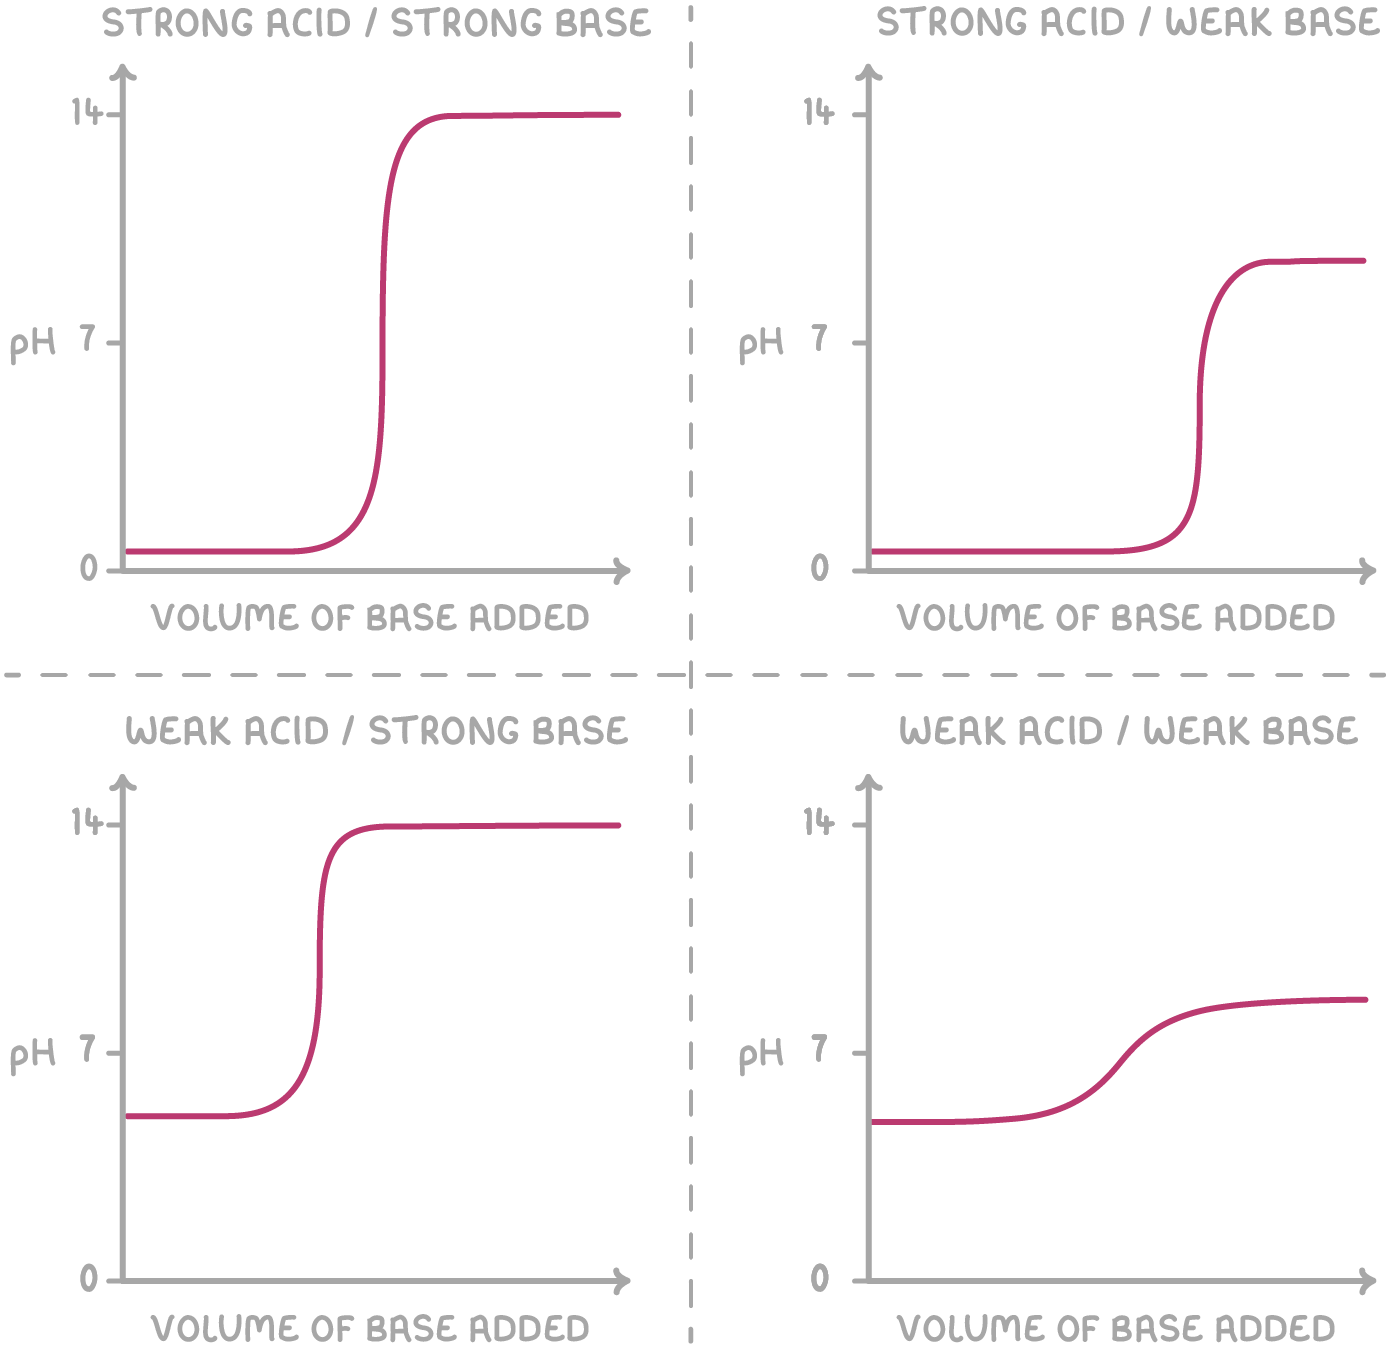 STRONG ACID / STRONG BASE
14
pH 7
0
VOLUME OF BASE ADDED
STRONG ACID / WEAK BASE
14
pH 7
0
VOLUME OF BASE ADDED
WEAK ACID / STRONG BASE
14
pH 7
0
VOLUME OF BASE ADDED
WEAK ACID / WEAK BASE
14
pH 7
0
VOLUME OF BASE ADDED